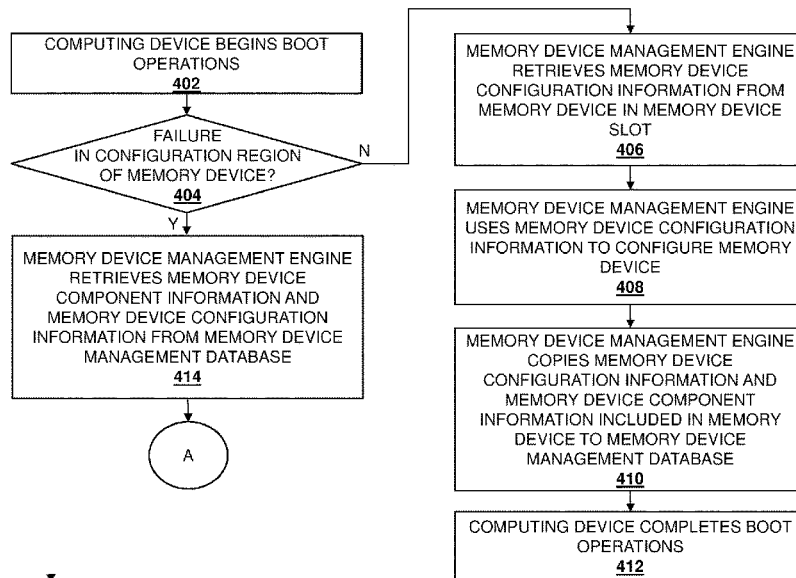 COMPUTING DEVICE BEGINS BOOT
OPERATIONS
402
FAILURE
IN CONFIGURATION REGION
OF MEMORY DEVICE?
404
N
Y
MEMORY DEVICE MANAGEMENT ENGINE
RETRIEVES MEMORY DEVICE
COMPONENT INFORMATION AND
MEMORY DEVICE CONFIGURATION
INFORMATION FROM MEMORY DEVICE
MANAGEMENT DATABASE
414
A
MEMORY DEVICE MANAGEMENT ENGINE
RETRIEVES MEMORY DEVICE
CONFIGURATION INFORMATION FROM
MEMORY DEVICE IN MEMORY DEVICE
SLOT
406
MEMORY DEVICE MANAGEMENT ENGINE
USES MEMORY DEVICE CONFIGURATION
INFORMATION TO CONFIGURE MEMORY
DEVICE
408
MEMORY DEVICE MANAGEMENT ENGINE
COPIES MEMORY DEVICE
CONFIGURATION INFORMATION AND
MEMORY DEVICE COMPONENT
INFORMATION INCLUDED IN MEMORY
DEVICE TO MEMORY DEVICE
MANAGEMENT DATABASE
410
COMPUTING DEVICE COMPLETES BOOT
OPERATIONS
412